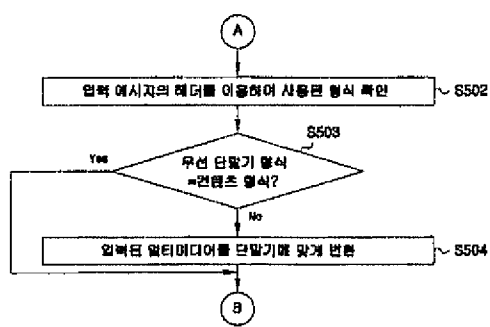 A
입력 메시지의 헤더를 이용하여 사용된 형식 확인
S502
S503
Yes
무선 단말기 형식
=컨텐츠 형식?
No
입력된 멀티미디어를 단말기에 맞게 변환
S504
B